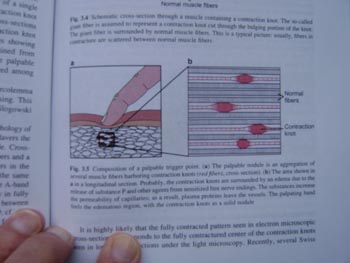 Normal muscle fibers
of a single
Fig. 3.4 Schematic cross-section through a muscle containing a contraction knot. The so-called
giant fiber is assumed to represent a contraction knot cut through the bulging portion of the knot.
The giant fiber is surrounded by normal muscle fibers. This is a typical picture: usually, fibers in
contracture are scattered between normal muscle fibers.
a
b
Normal
fibers
Contraction
knot
Fig. 3.5 Composition of a palpable trigger point. (a) The palpable nodule is an aggregation of
several muscle fibers harboring contraction knots (red fibers, cross section). (b) The area shown in
a in a longitudinal section. Probably, the contraction knots are surrounded by an edema due to the
release of substance P and other agents from sensitized free nerve endings. The substances increase
the permeability of capillaries; as a result, plasma proteins leave the vessels. The palpating hand
feels the edematous region, with the contraction knots as a solid nodule
It is highly likely that the fully contracted pattern seen in electron microscopic
cross-section ponds to the fully contractured center of the contraction knots
under the light microscopy. Recently, several Swiss